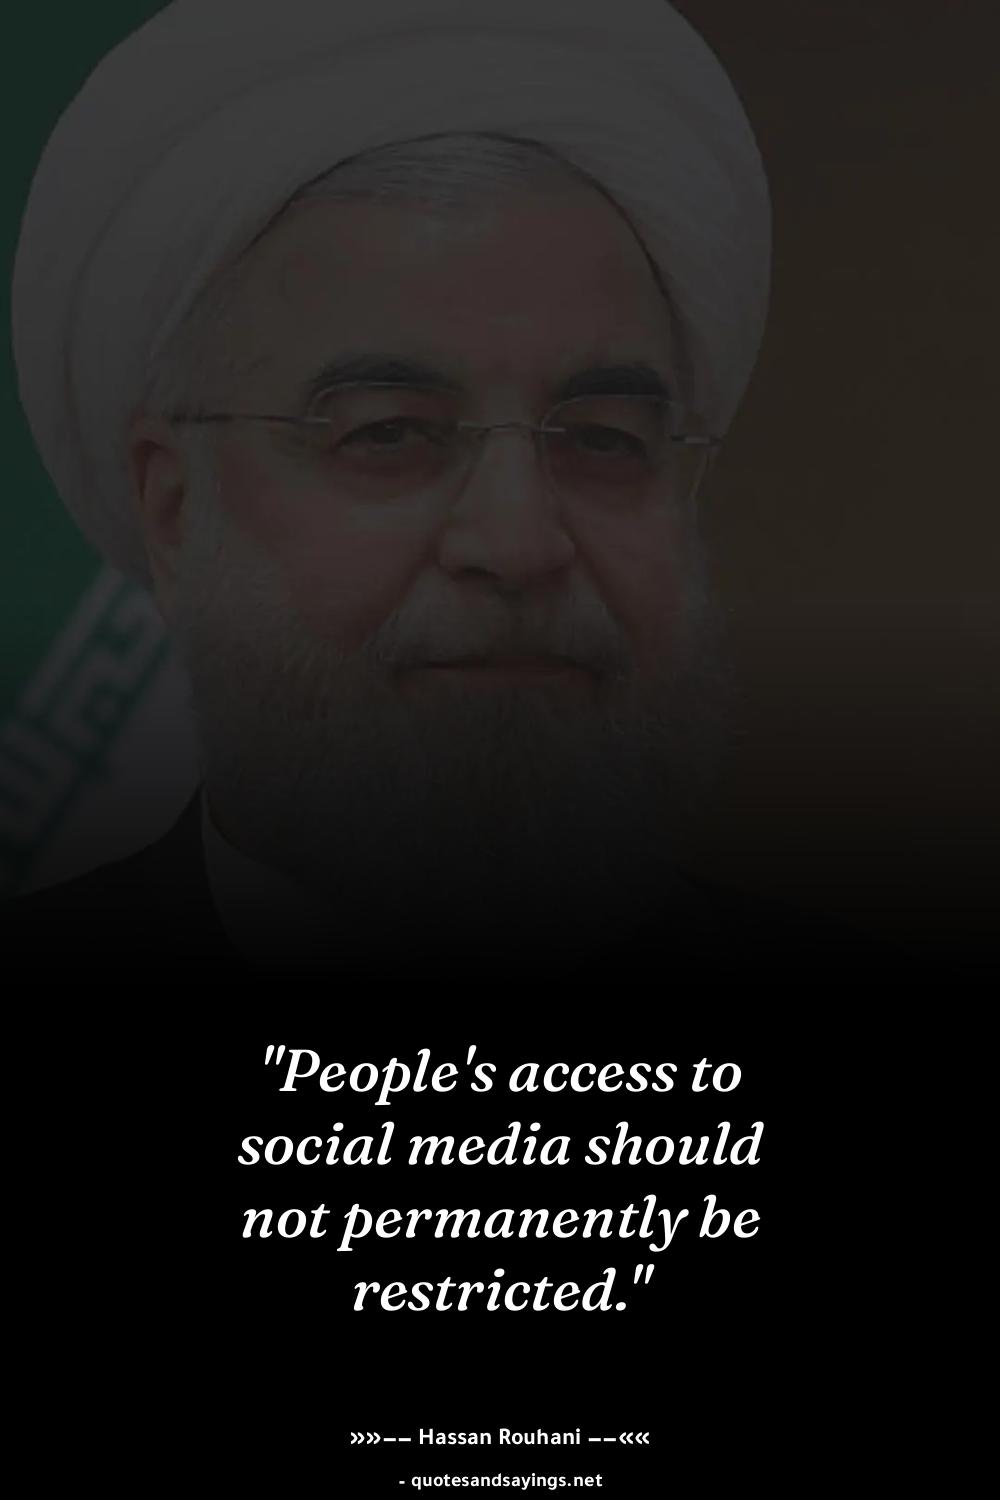 "People's access to
social media should
not permanently be
restricted."
»»−− Hassan Rouhani −−««
- quotesandsayings.net